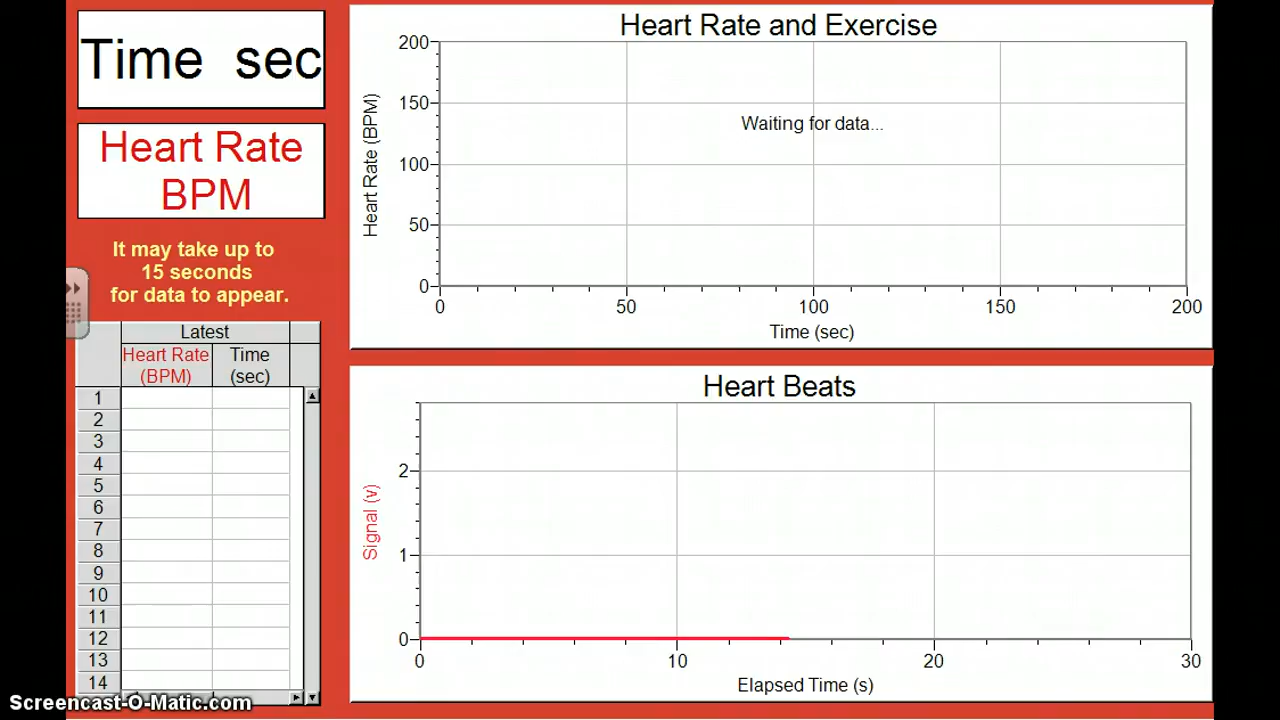 Time sec
Heart Rate
BPM
It may take up to
15 seconds
for data to appear.
Latest
Heart Rate
(BPM)
Time
(sec)
1
2
3
4
5
6
7
8
9
10
11
12
13
14
Heart Rate and Exercise
Heart Rate (BPM)
200
150
100
50
0
Waiting for data...
0 50 100 150 200
Time (sec)
Heart Beats
Signal (v)
2
1
0
0 10 20 30
Elapsed Time (s)
Screencast-O-Matic.com